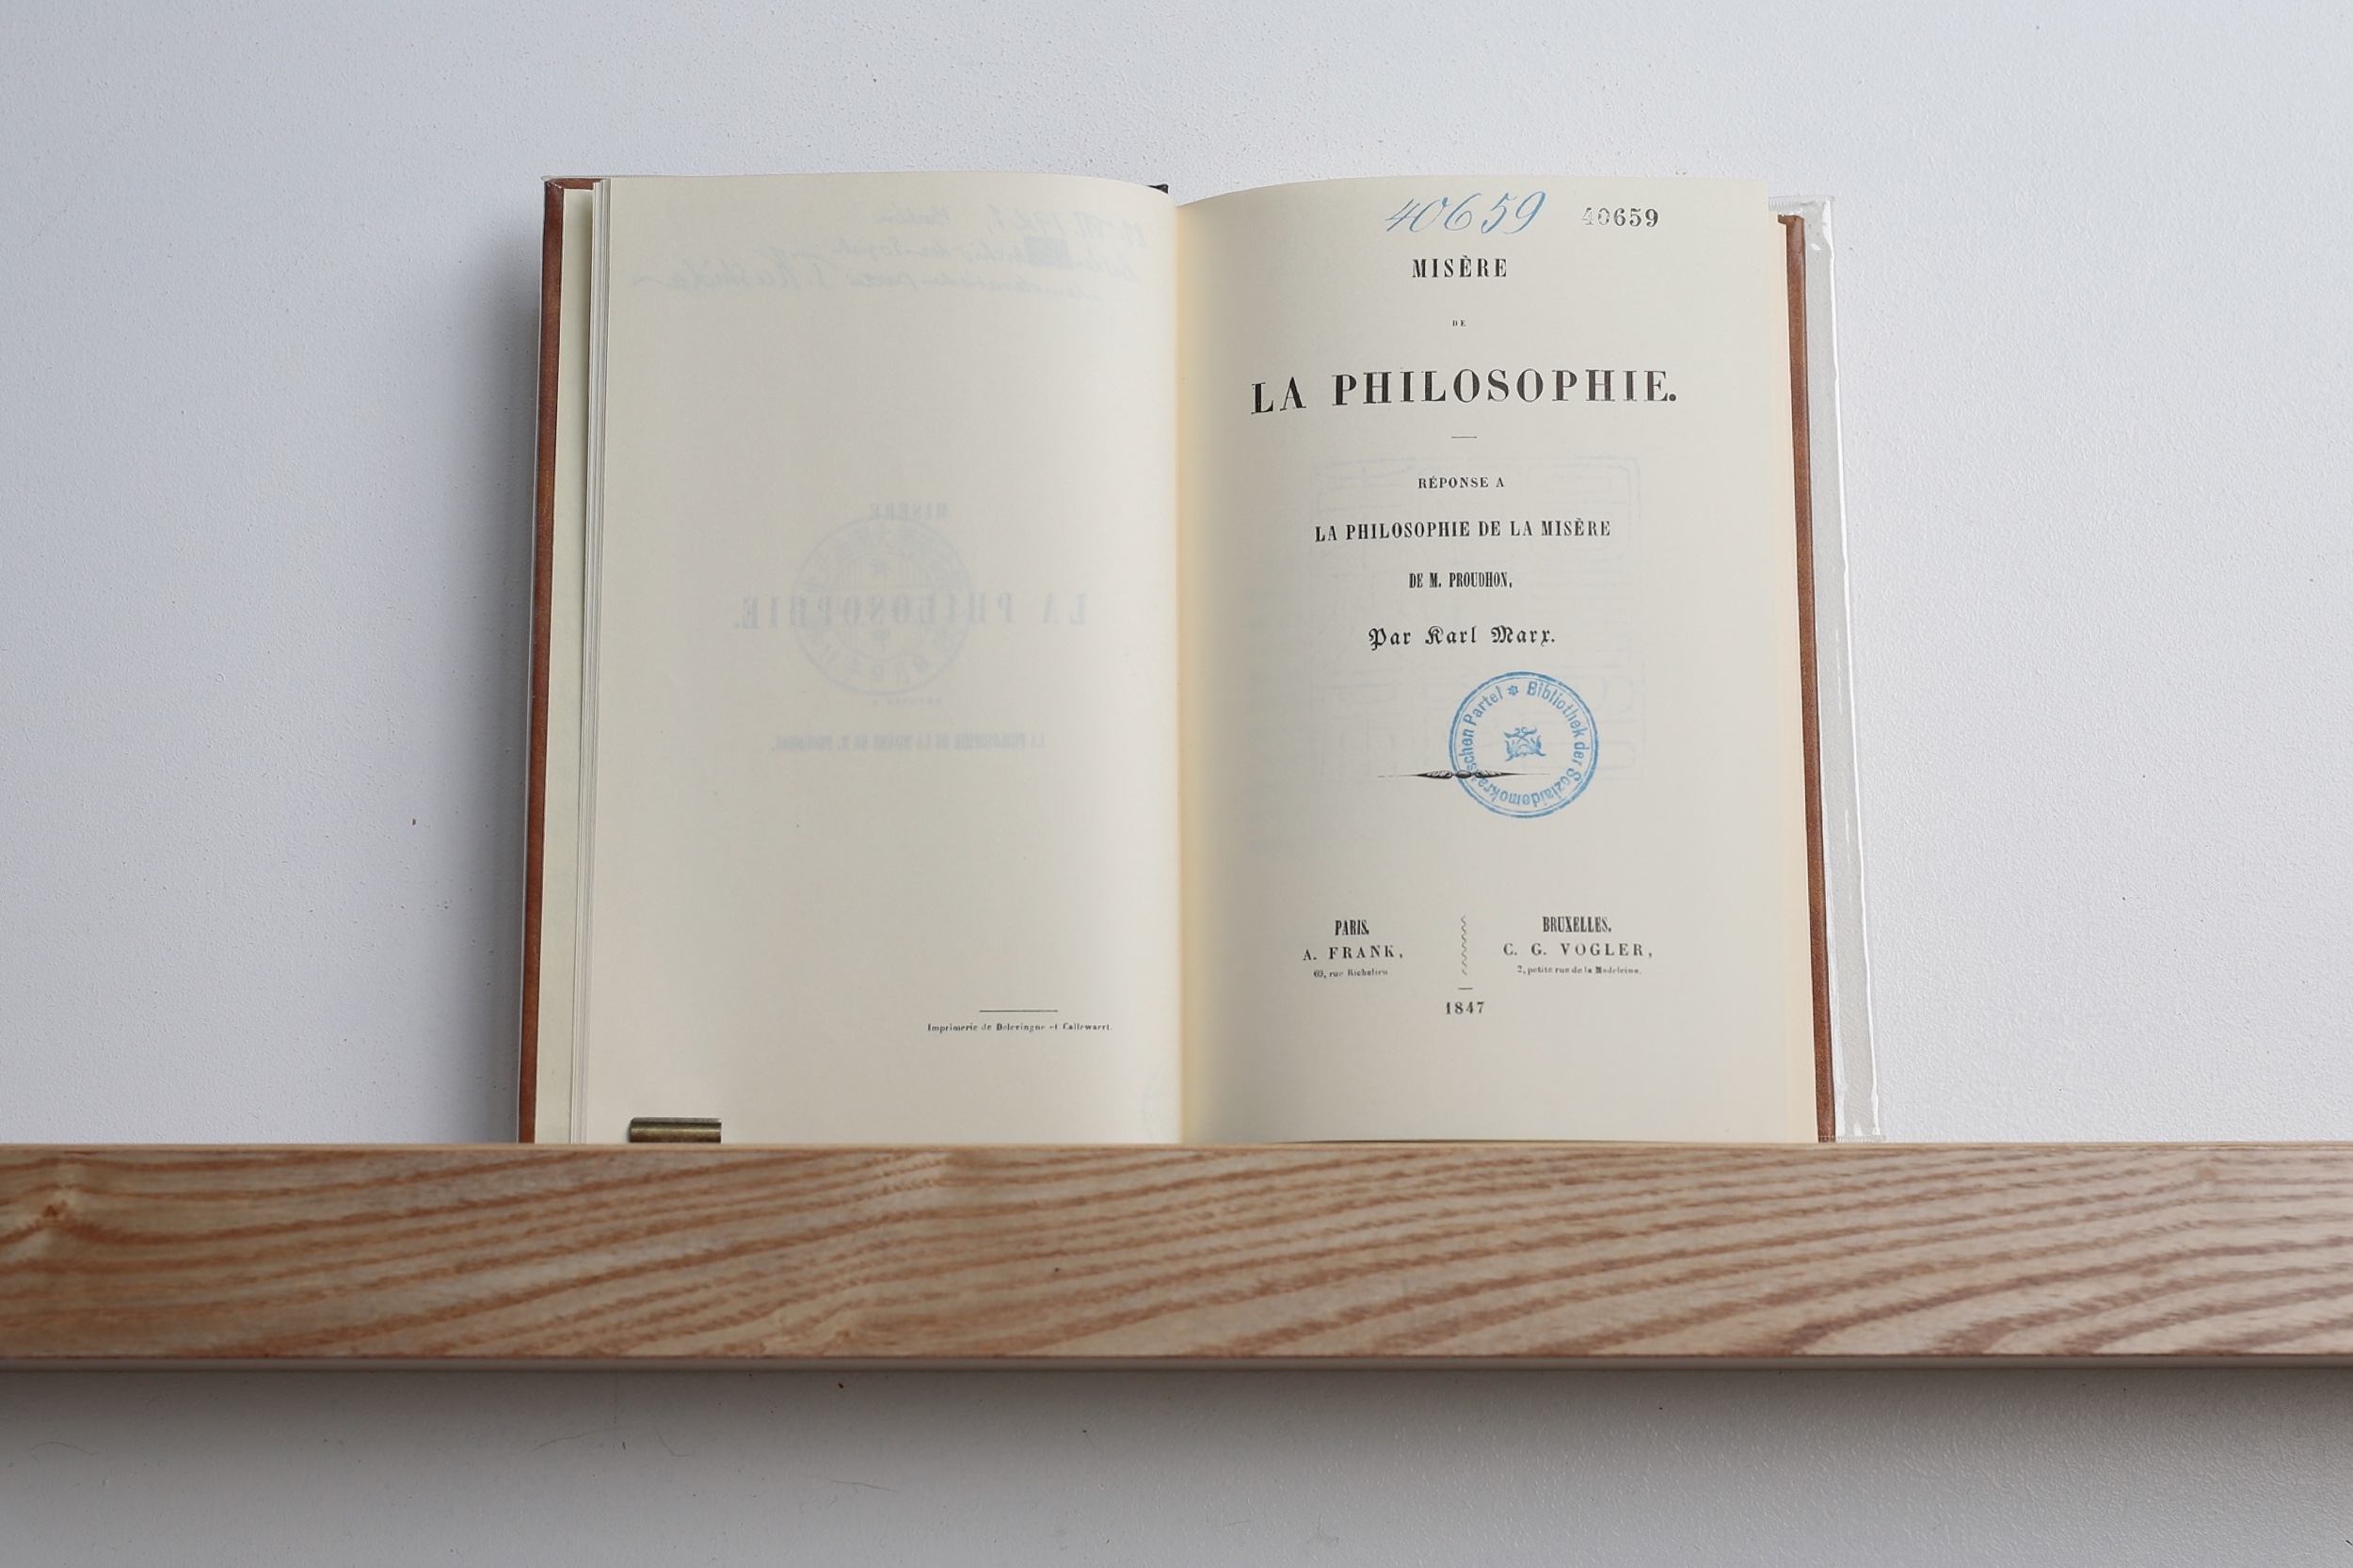 Imprimerie de Delevingne et Callewaert.
40659 40659
MISÈRE
DE
LA PHILOSOPHIE.
RÉPONSE A
LA PHILOSOPHIE DE LA MISÈRE
DE M. PROUDHON,
Par Karl Marx.
Bibliothek der Sozialdemokratischen Partei
PARIS.
A. FRANK,
69, rue Richelieu
BRUXELLES.
C. G. VOGLER,
2, petite rue de la Madeleine.
1847